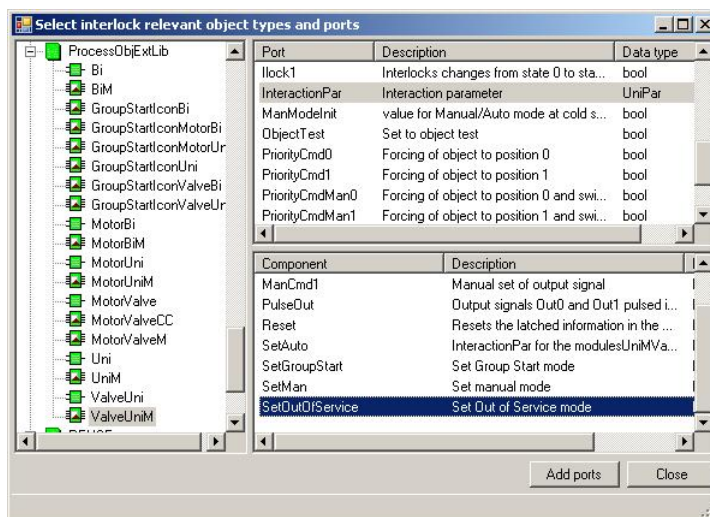 Select interlock relevant object types and ports
ProcessObjExtLib
Bi
BiM
GroupStartIconBi
GroupStartIconMotorBi
GroupStartIconMotorUr
GroupStartIconUni
GroupStartIconValveBi
GroupStartIconValveUr
MotorBi
MotorBiM
MotorUni
MotorUniM
MotorValve
MotorValveCC
MotorValveM
Uni
UniM
ValveUni
ValveUniM
Port Description Data type
Ilock1 Interlocks changes from state 0 to sta... bool
InteractionPar Interaction parameter UniPar
ManModeInit value for Manual/Auto mode at cold s... bool
ObjectTest Set to object test bool
PriorityCmd0 Forcing of object to position 0 bool
PriorityCmd1 Forcing of object to position 1 bool
PriorityCmdMan0 Forcing of object to position 0 and swi... bool
PriorityCmdMan1 Forcing of object to position 1 and swi... bool
Component Description
ManCmd1 Manual set of output signal
PulseOut Output signals Out0 and Out1 pulsed i...
Reset Resets the latched information in the ...
SetAuto InteractionPar for the modulesUniMVa...
SetGroupStart Set Group Start mode
SetMan Set manual mode
SetOutOfService Set Out of Service mode
Add ports Close